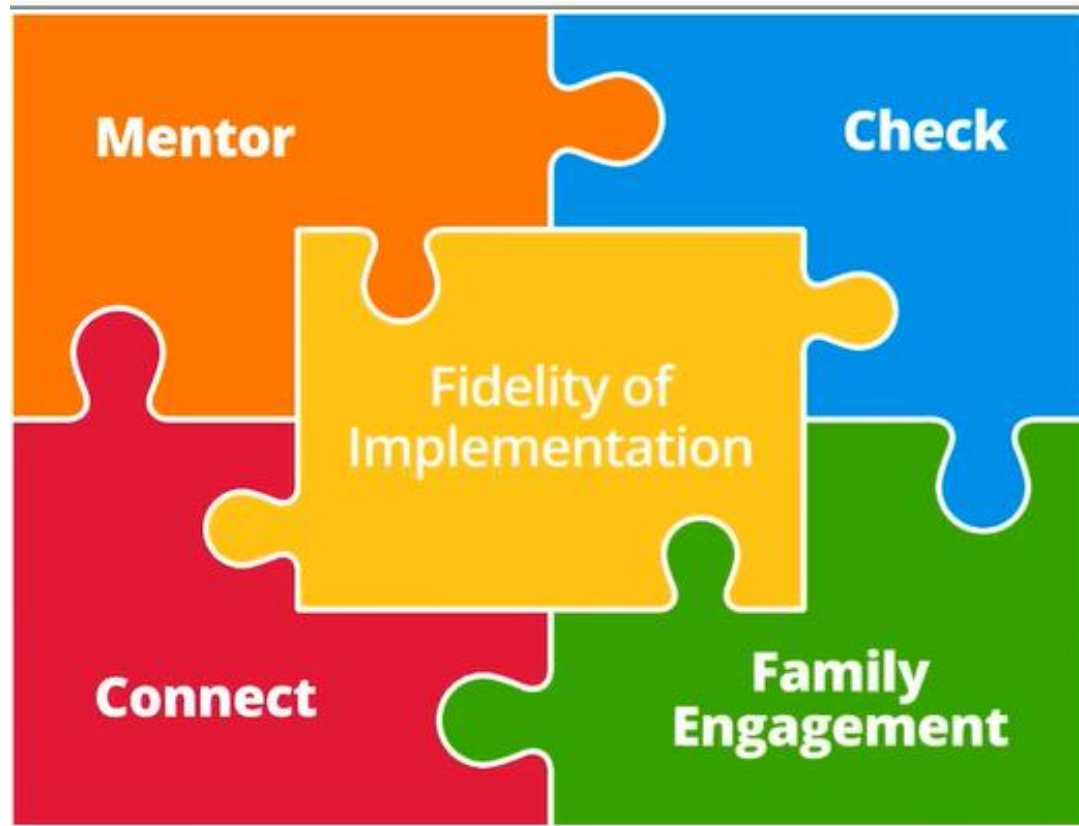 Mentor
Check
Fidelity of
Implementation
Connect
Family
Engagement